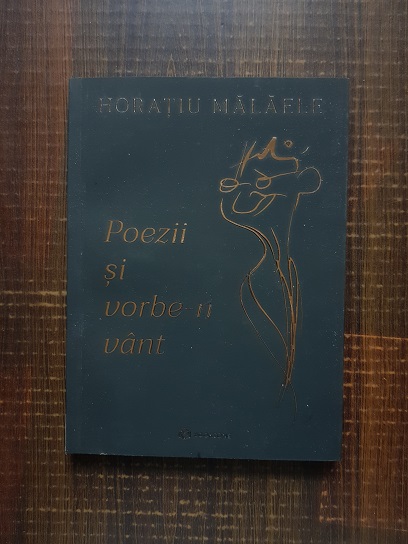 HORAȚIU MĂLĂELE
Poezii
și
vorbe-n
vânt